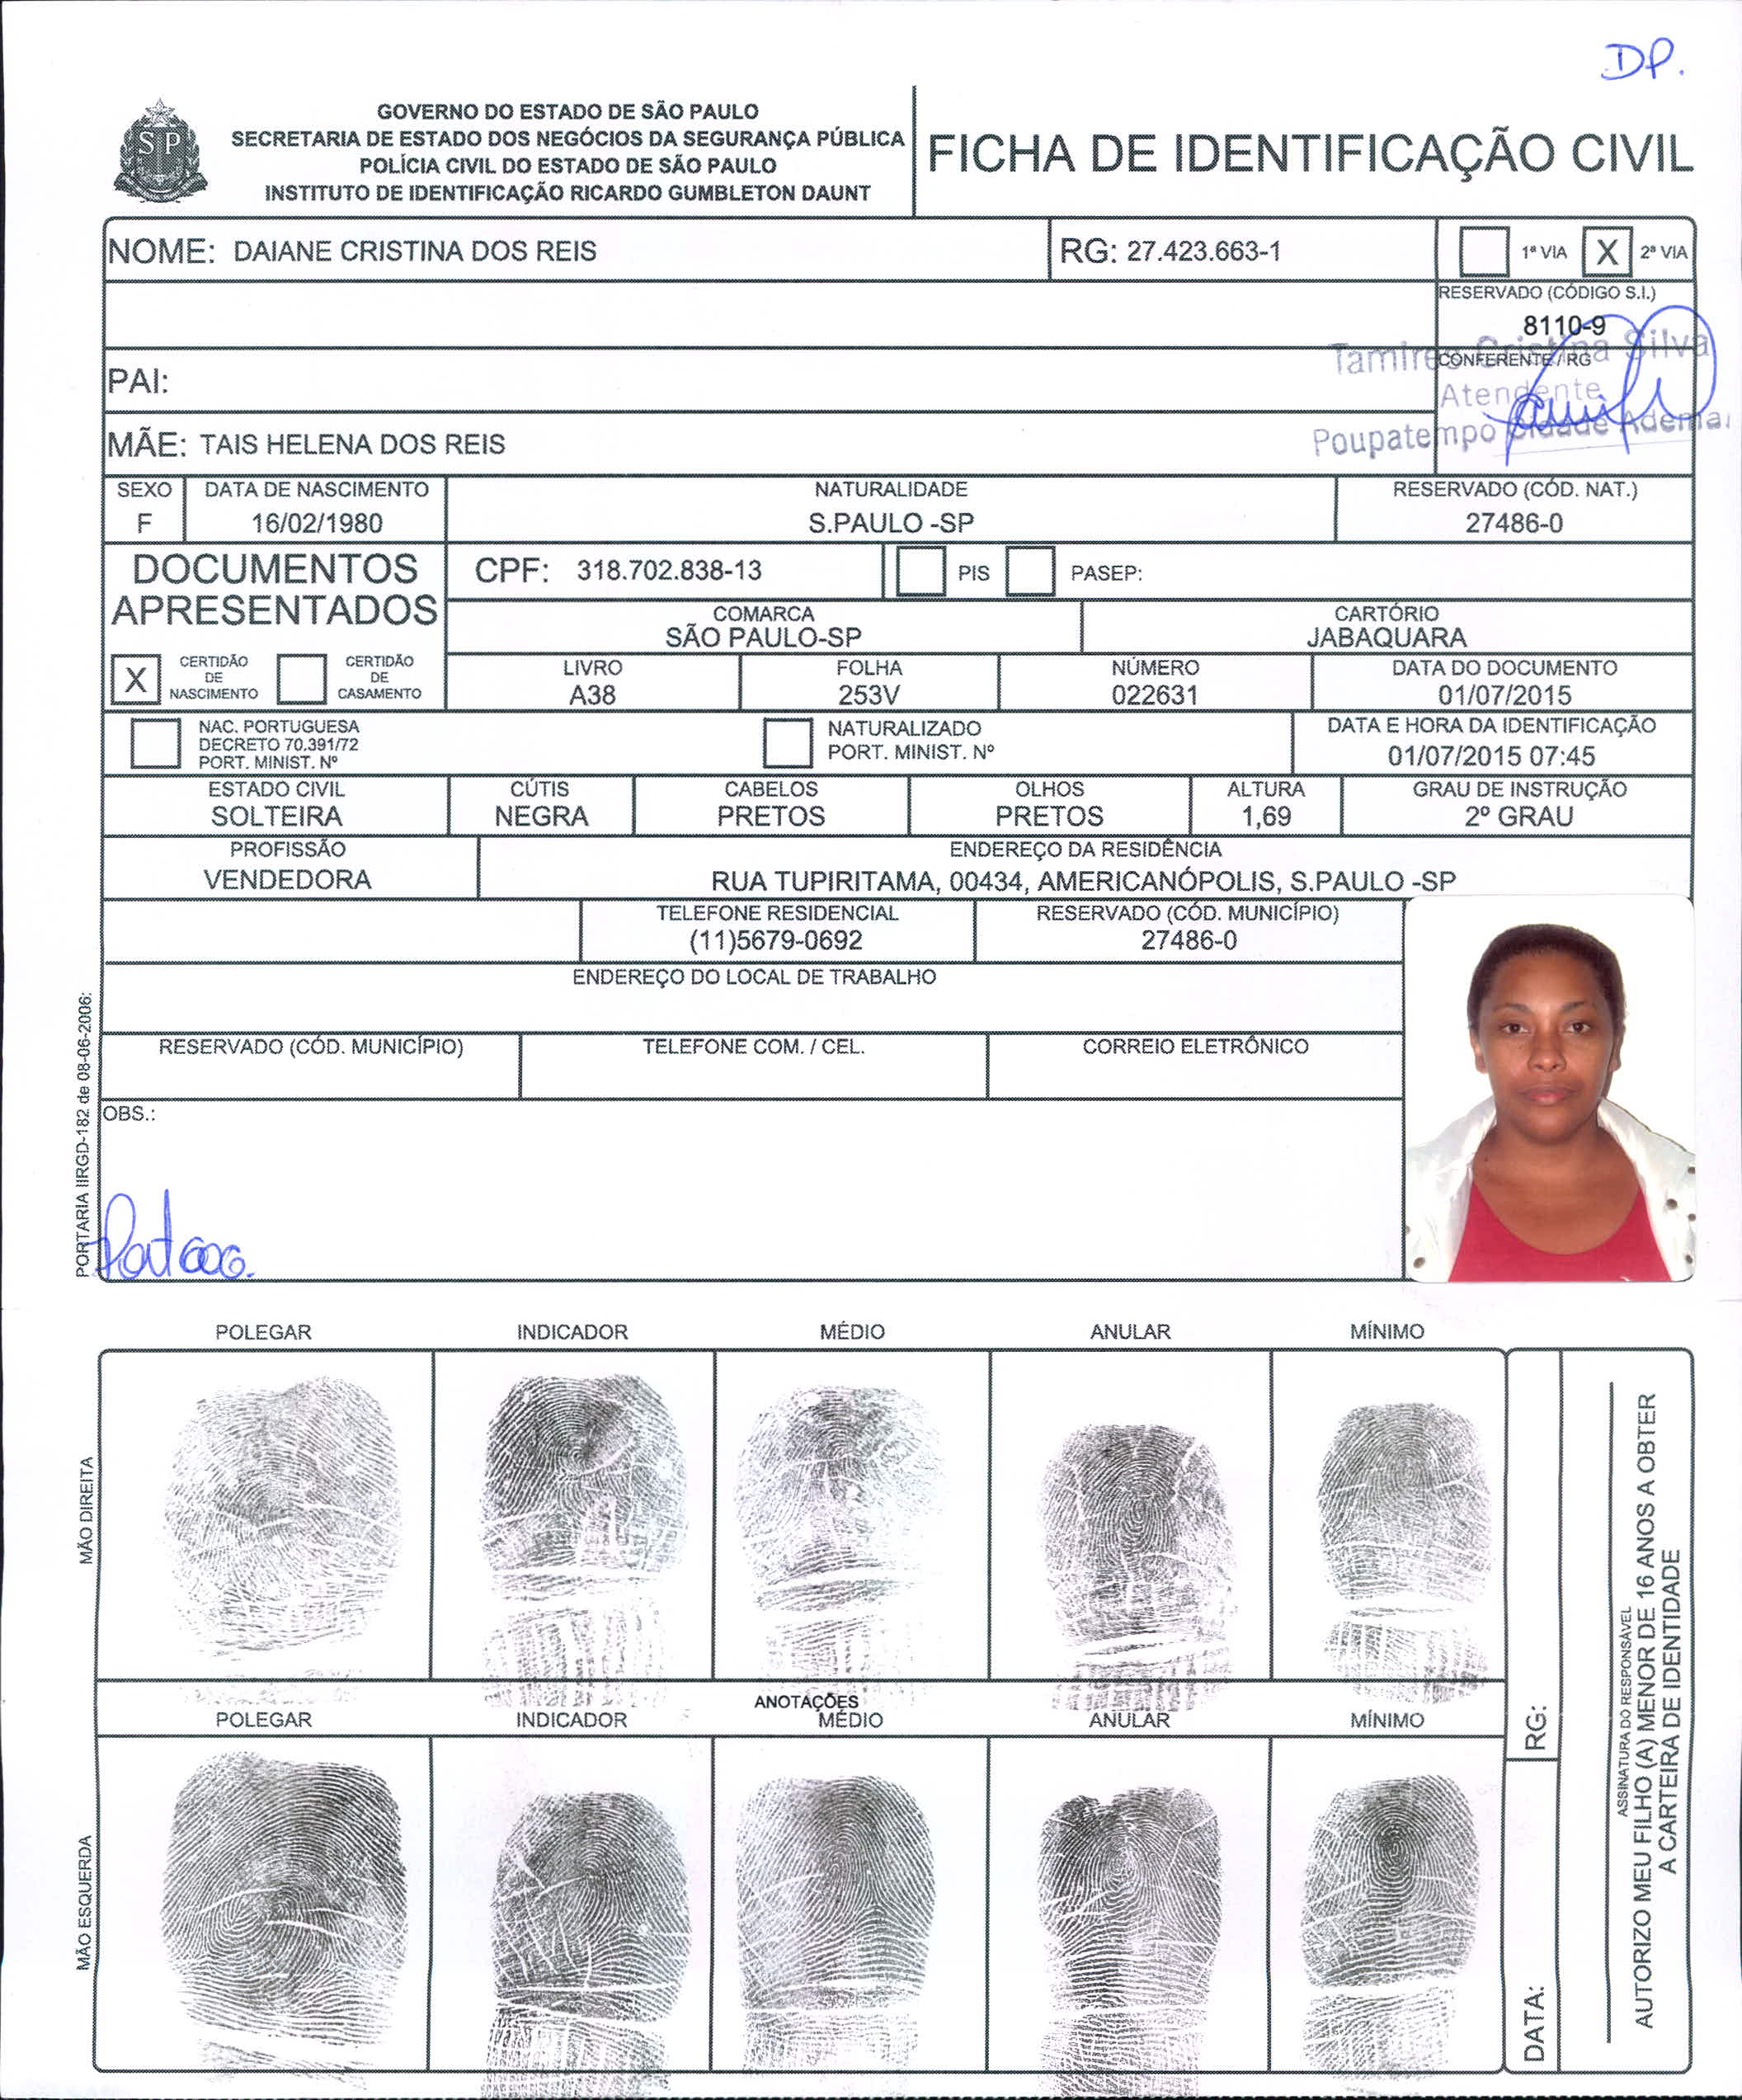 DP.
GOVERNO DO ESTADO DE SÃO PAULO
SECRETARIA DE ESTADO DOS NEGÓCIOS DA SEGURANÇA PÚBLICA
POLÍCIA CIVIL DO ESTADO DE SÃO PAULO
INSTITUTO DE IDENTIFICAÇÃO RICARDO GUMBLETON DAUNT
SP
FICHA DE IDENTIFICAÇÃO CIVIL
NOME: DAIANE CRISTINA DOS REIS
RG: 27.423.663-1
1ª VIA X 2ª VIA
RESERVADO (CÓDIGO S.I.)
8110-9
CONFERENTE / RG
Tamires Cristina Silva
Atendente
Poupatempo Cidade Ademar
PAI:
MÃE: TAIS HELENA DOS REIS
SEXO DATA DE NASCIMENTO NATURALIDADE RESERVADO (CÓD. NAT.)
F 16/02/1980 S.PAULO -SP 27486-0
DOCUMENTOS
APRESENTADOS
CPF: 318.702.838-13 PIS PASEP:
COMARCA CARTÓRIO
SÃO PAULO-SP JABAQUARA
X CERTIDÃO
DE
NASCIMENTO
CERTIDÃO
DE
CASAMENTO
LIVRO FOLHA NÚMERO DATA DO DOCUMENTO
A38 253V 022631 01/07/2015
NAC. PORTUGUESA
DECRETO 70.391/72
PORT. MINIST. Nº
NATURALIZADO
PORT. MINIST. Nº
DATA E HORA DA IDENTIFICAÇÃO
01/07/2015 07:45
ESTADO CIVIL CÚTIS CABELOS OLHOS ALTURA GRAU DE INSTRUÇÃO
SOLTEIRA NEGRA PRETOS PRETOS 1,69 2º GRAU
PROFISSÃO ENDEREÇO DA RESIDÊNCIA
VENDEDORA RUA TUPIRITAMA, 00434, AMERICANÓPOLIS, S.PAULO -SP
TELEFONE RESIDENCIAL RESERVADO (CÓD. MUNICÍPIO)
(11)5679-0692 27486-0
ENDEREÇO DO LOCAL DE TRABALHO
RESERVADO (CÓD. MUNICÍPIO) TELEFONE COM. / CEL. CORREIO ELETRÔNICO
OBS.:
PORTARIA IIRGD-182 de 08-06-2006:
POLEGAR INDICADOR MÉDIO ANULAR MÍNIMO
MÃO DIREITA
ANOTAÇÕES
POLEGAR INDICADOR MÉDIO ANULAR MÍNIMO
MÃO ESQUERDA
RG:
DATA:
ASSINATURA DO RESPONSÁVEL
AUTORIZO MEU FILHO (A) MENOR DE 16 ANOS A OBTER
A CARTEIRA DE IDENTIDADE